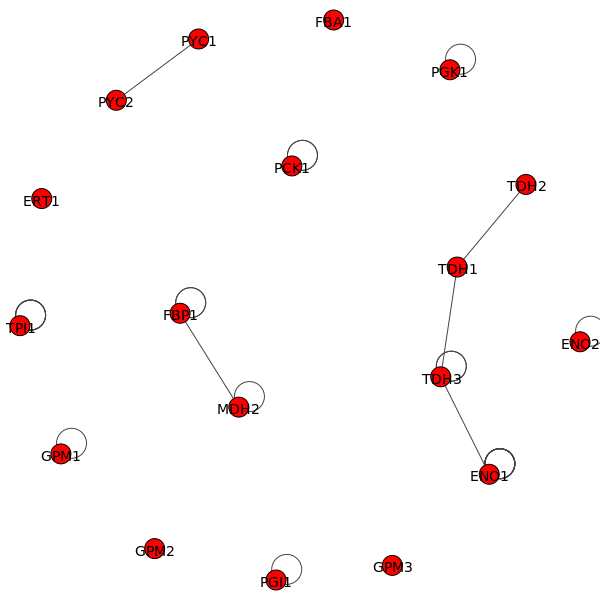 FBA1
PYC1
PGK1
PYC2
PCK1
TDH2
ERT1
TDH1
FBP1
TPI1
ENO2
TDH3
MDH2
GPM1
ENO1
GPM2
GPM3
PGI1